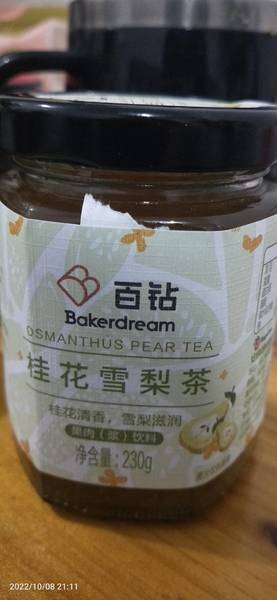 百钻
Bakerdream
OSMANTHUS PEAR TEA
桂花雪梨茶
桂花清香，雪梨滋润
果肉（浆）饮料
净含量：230g
2022/10/08 21:11